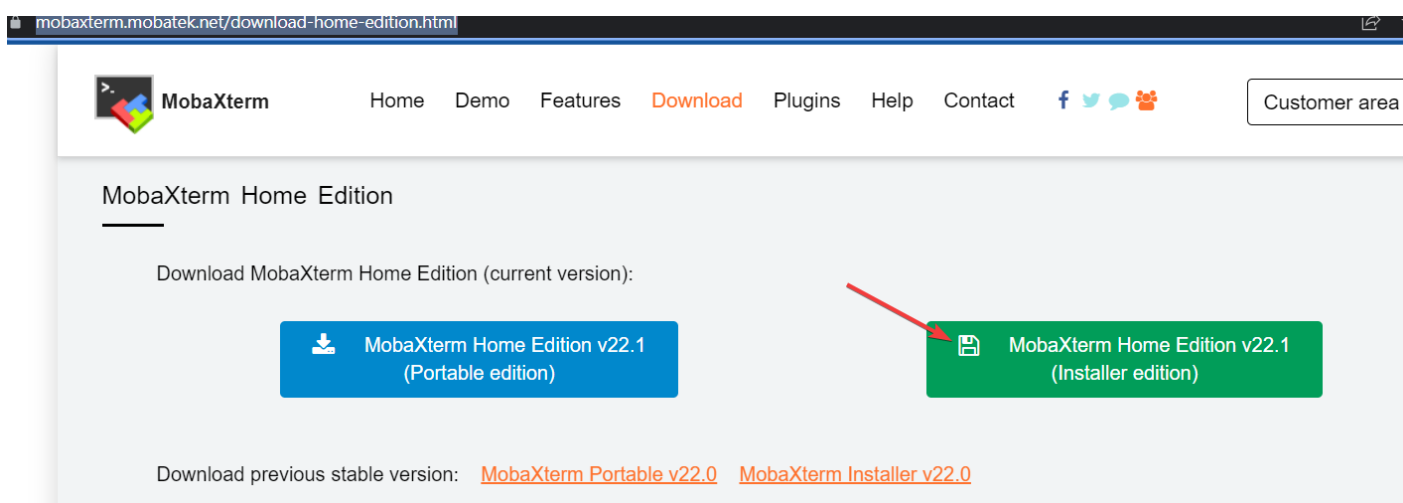 mobaxterm.mobatek.net/download-home-edition.html
MobaXterm Home Demo Features Download Plugins Help Contact Customer area
MobaXterm Home Edition
Download MobaXterm Home Edition (current version):
MobaXterm Home Edition v22.1
(Portable edition)
MobaXterm Home Edition v22.1
(Installer edition)
Download previous stable version: MobaXterm Portable v22.0 MobaXterm Installer v22.0